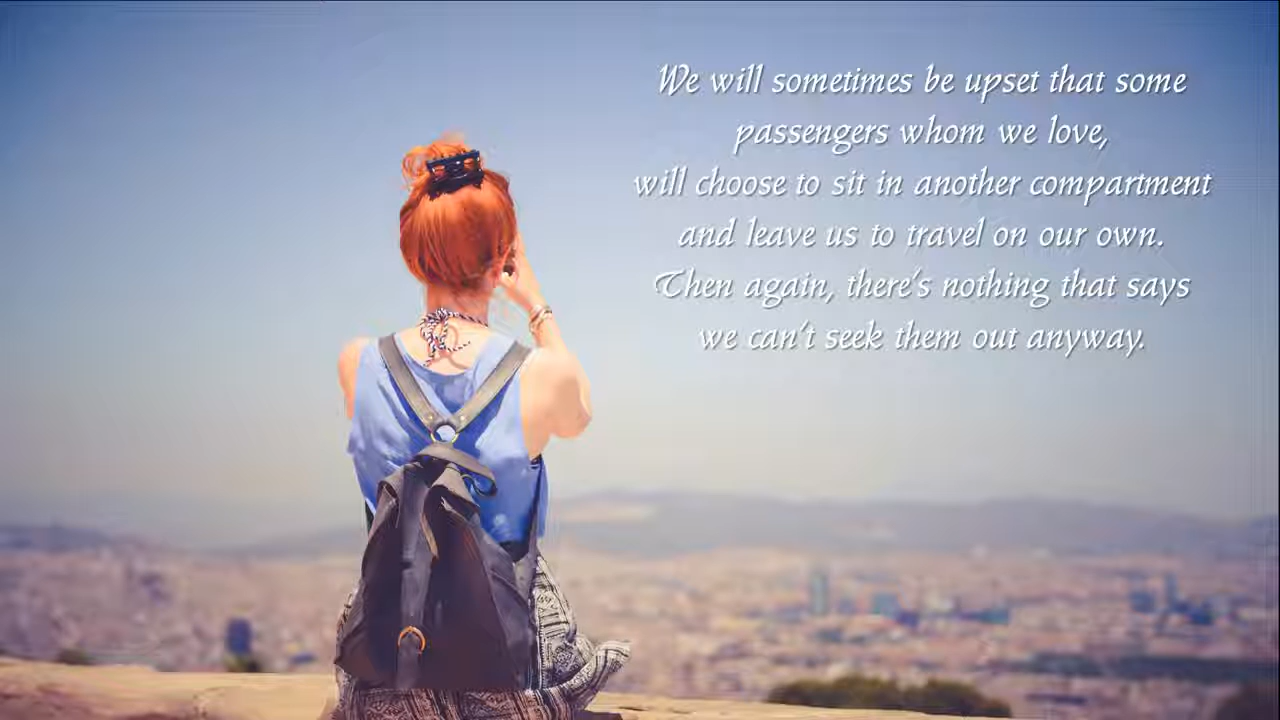 We will sometimes be upset that some
passengers whom we love,
will choose to sit in another compartment
and leave us to travel on our own.
Then again, there's nothing that says
we can't seek them out anyway.